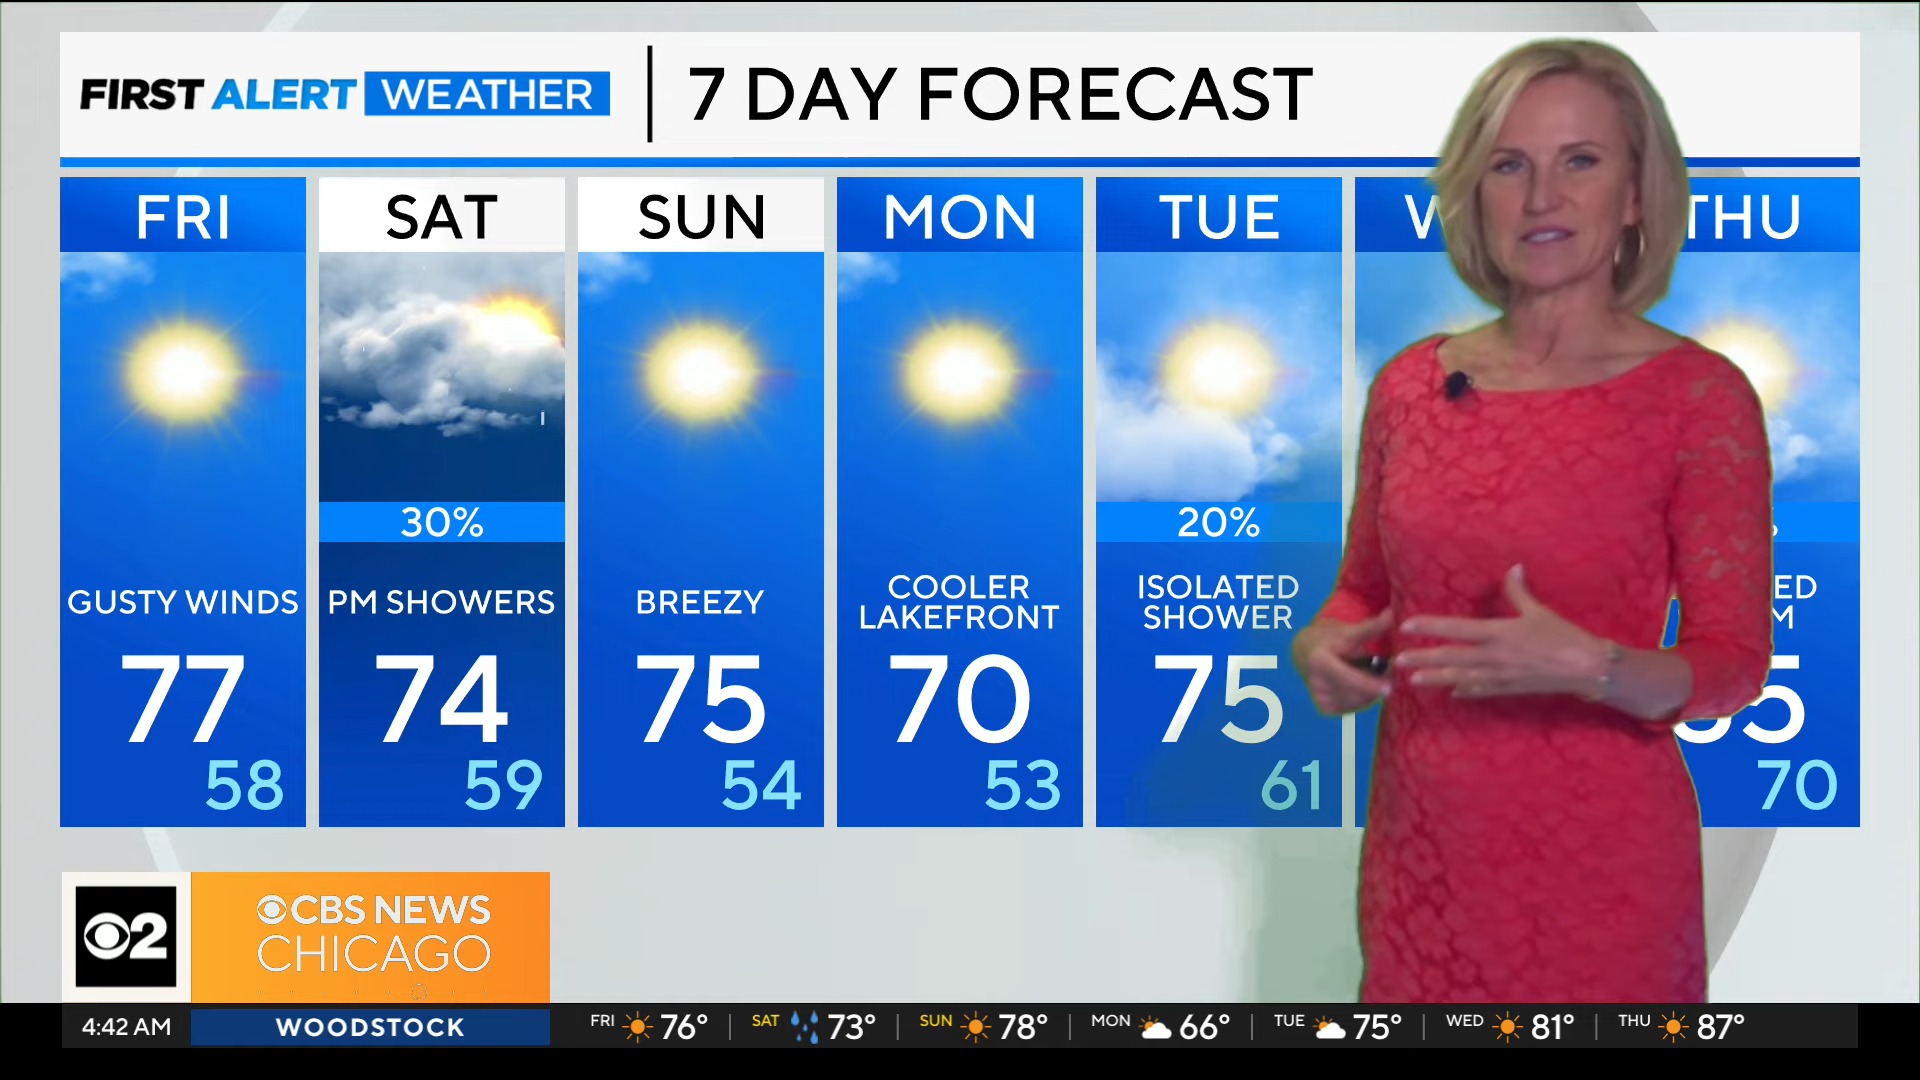 FIRST ALERT WEATHER
7 DAY FORECAST
FRI
GUSTY WINDS
77
58
SAT
30%
PM SHOWERS
74
59
SUN
BREEZY
75
54
MON
COOLER
LAKEFRONT
70
53
TUE
20%
ISOLATED
SHOWER
75
61
THU
70
2
CBS NEWS
CHICAGO
4:42 AM
WOODSTOCK
FRI 76° SAT 73° SUN 78° MON 66° TUE 75° WED 81° THU 87°